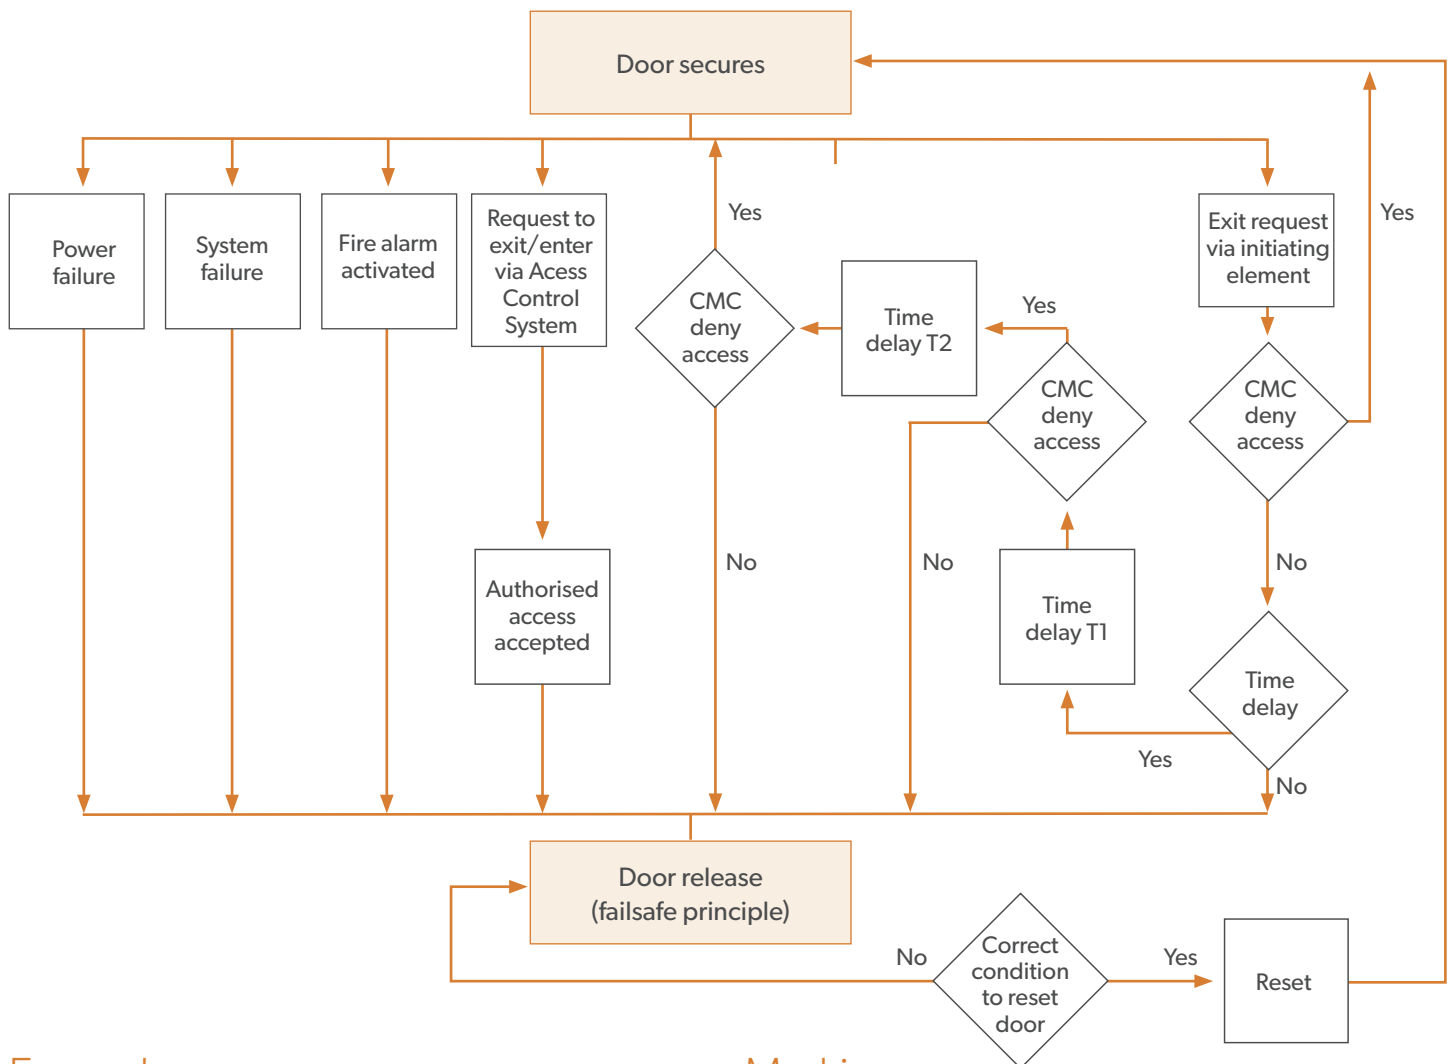 Door secures
Power
failure
System
failure
Fire alarm
activated
Request to
exit/enter
via Acess
Control
System
Yes
CMC
deny
access
Time
delay T2
Yes
CMC
deny
access
Exit request
via initiating
element
Yes
CMC
deny
access
Authorised
access
accepted
No
No
Time
delay T1
No
Time
delay
Yes
No
Door release
(failsafe principle)
No
Correct
condition
to reset
door
Yes
Reset